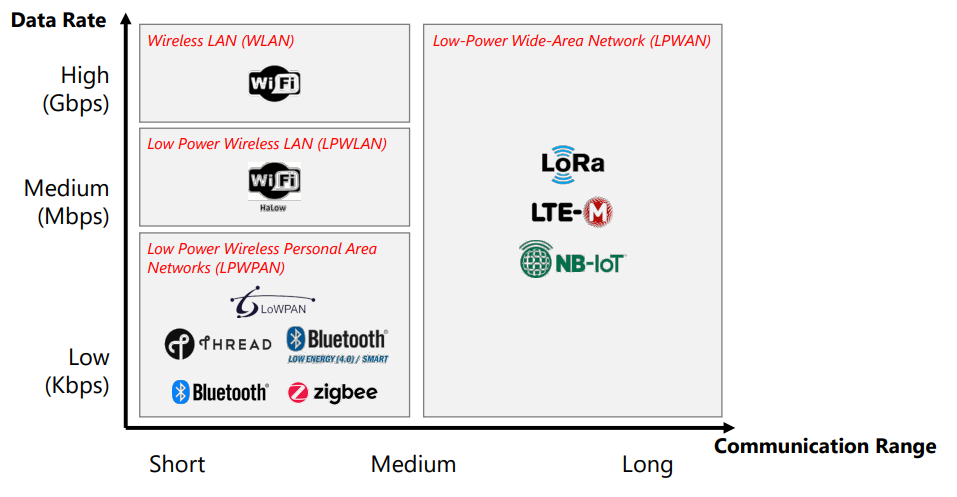 Data Rate
High
(Gbps)
Medium
(Mbps)
Low
(Kbps)
Wireless LAN (WLAN)
WiFi
Low Power Wireless LAN (LPWLAN)
WiFi
HaLow
Low Power Wireless Personal Area
Networks (LPWPAN)
6LoWPAN
THREAD
Bluetooth®
LOW ENERGY (4.0) / SMART
Bluetooth®
zigbee
Low-Power Wide-Area Network (LPWAN)
LoRa
LTE-M
NB-IoT
Communication Range
Short
Medium
Long